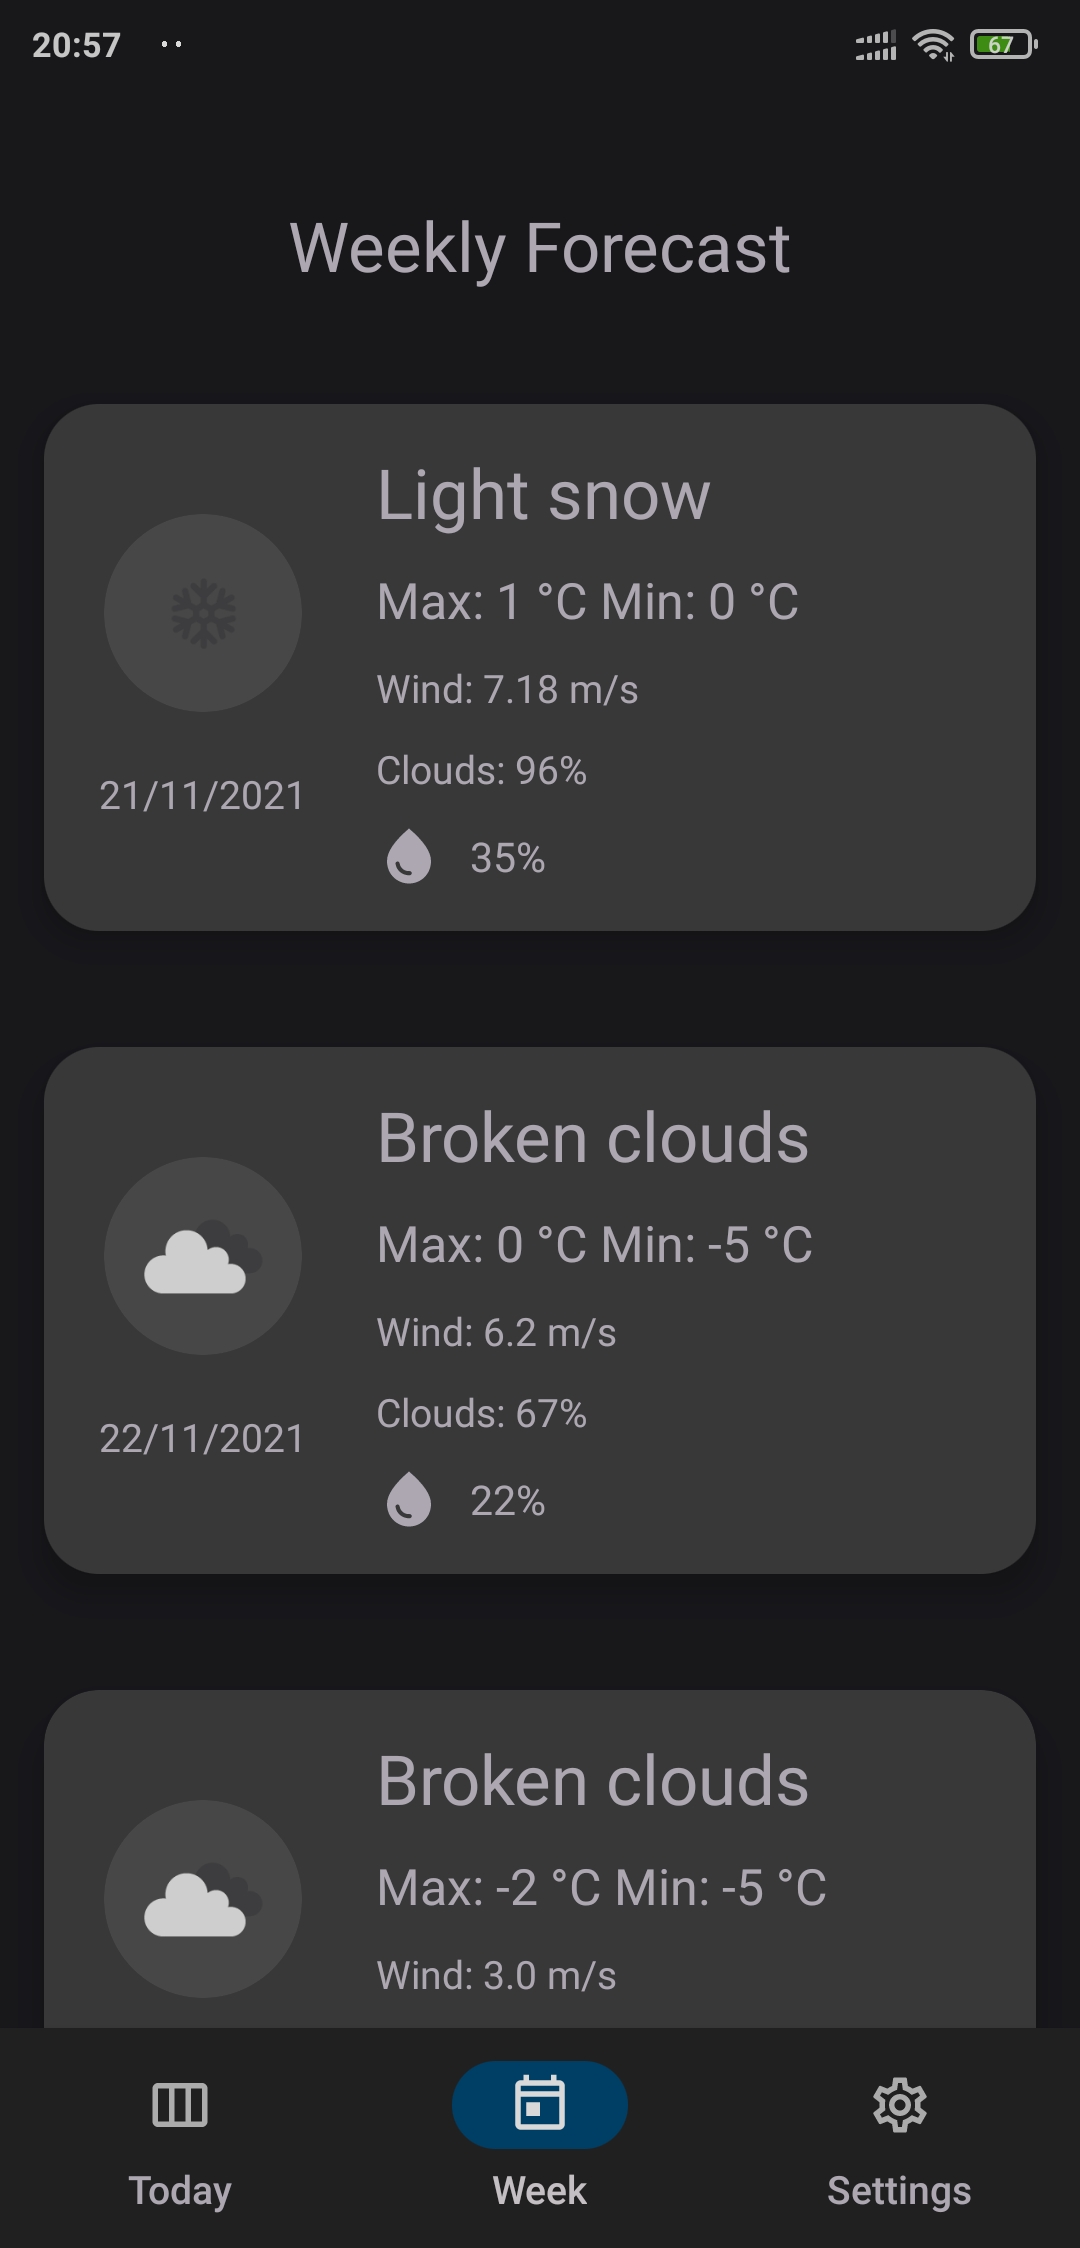 20:57
67
Weekly Forecast
Light snow
Max: 1 °C Min: 0 °C
Wind: 7.18 m/s
Clouds: 96%
21/11/2021
35%
Broken clouds
Max: 0 °C Min: -5 °C
Wind: 6.2 m/s
Clouds: 67%
22/11/2021
22%
Broken clouds
Max: -2 °C Min: -5 °C
Wind: 3.0 m/s
Today
Week
Settings